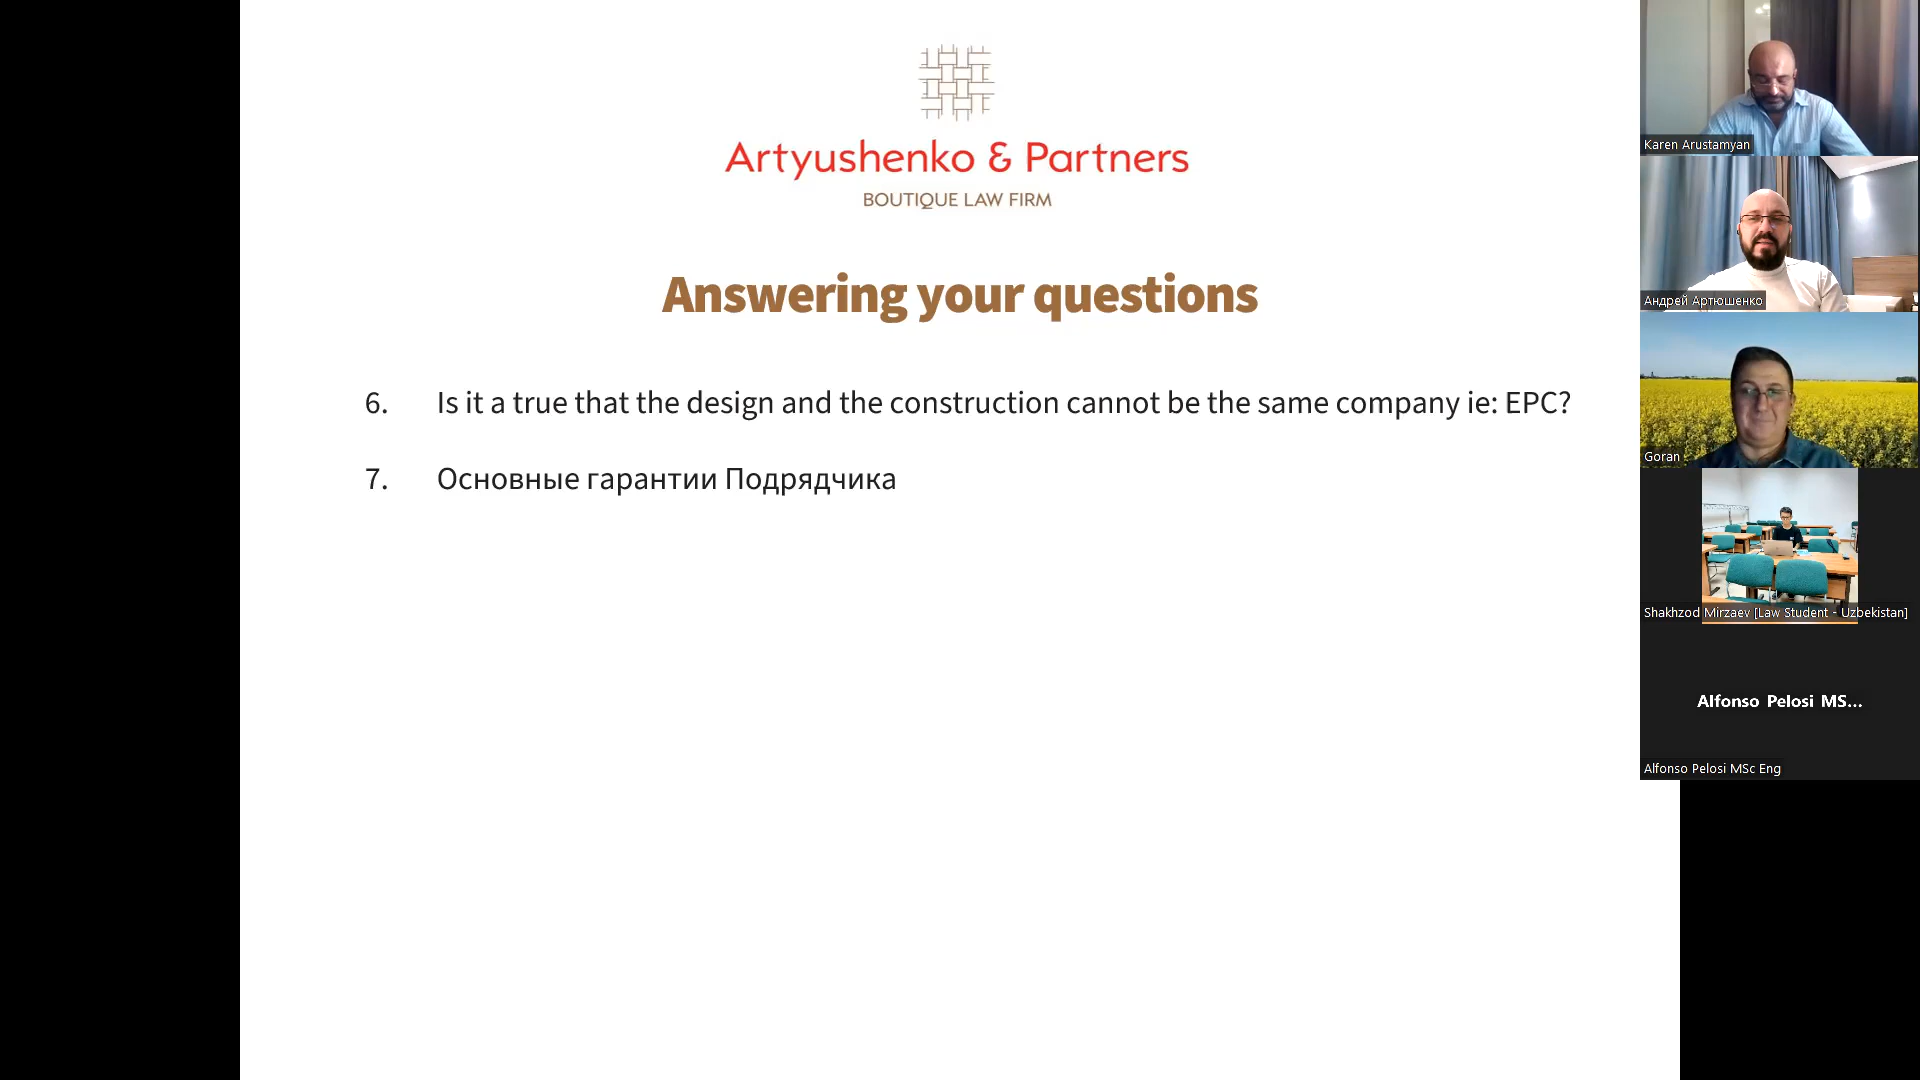 Artyushenko & Partners
BOUTIQUE LAW FIRM
Answering your questions
6. Is it a true that the design and the construction cannot be the same company ie: EPC?
7. Основные гарантии Подрядчика
Karen Arustamyan
Андрей Артюшенко
Goran
Shakhzod Mirzaev [Law Student - Uzbekistan]
Alfonso Pelosi MS...
Alfonso Pelosi MSc Eng